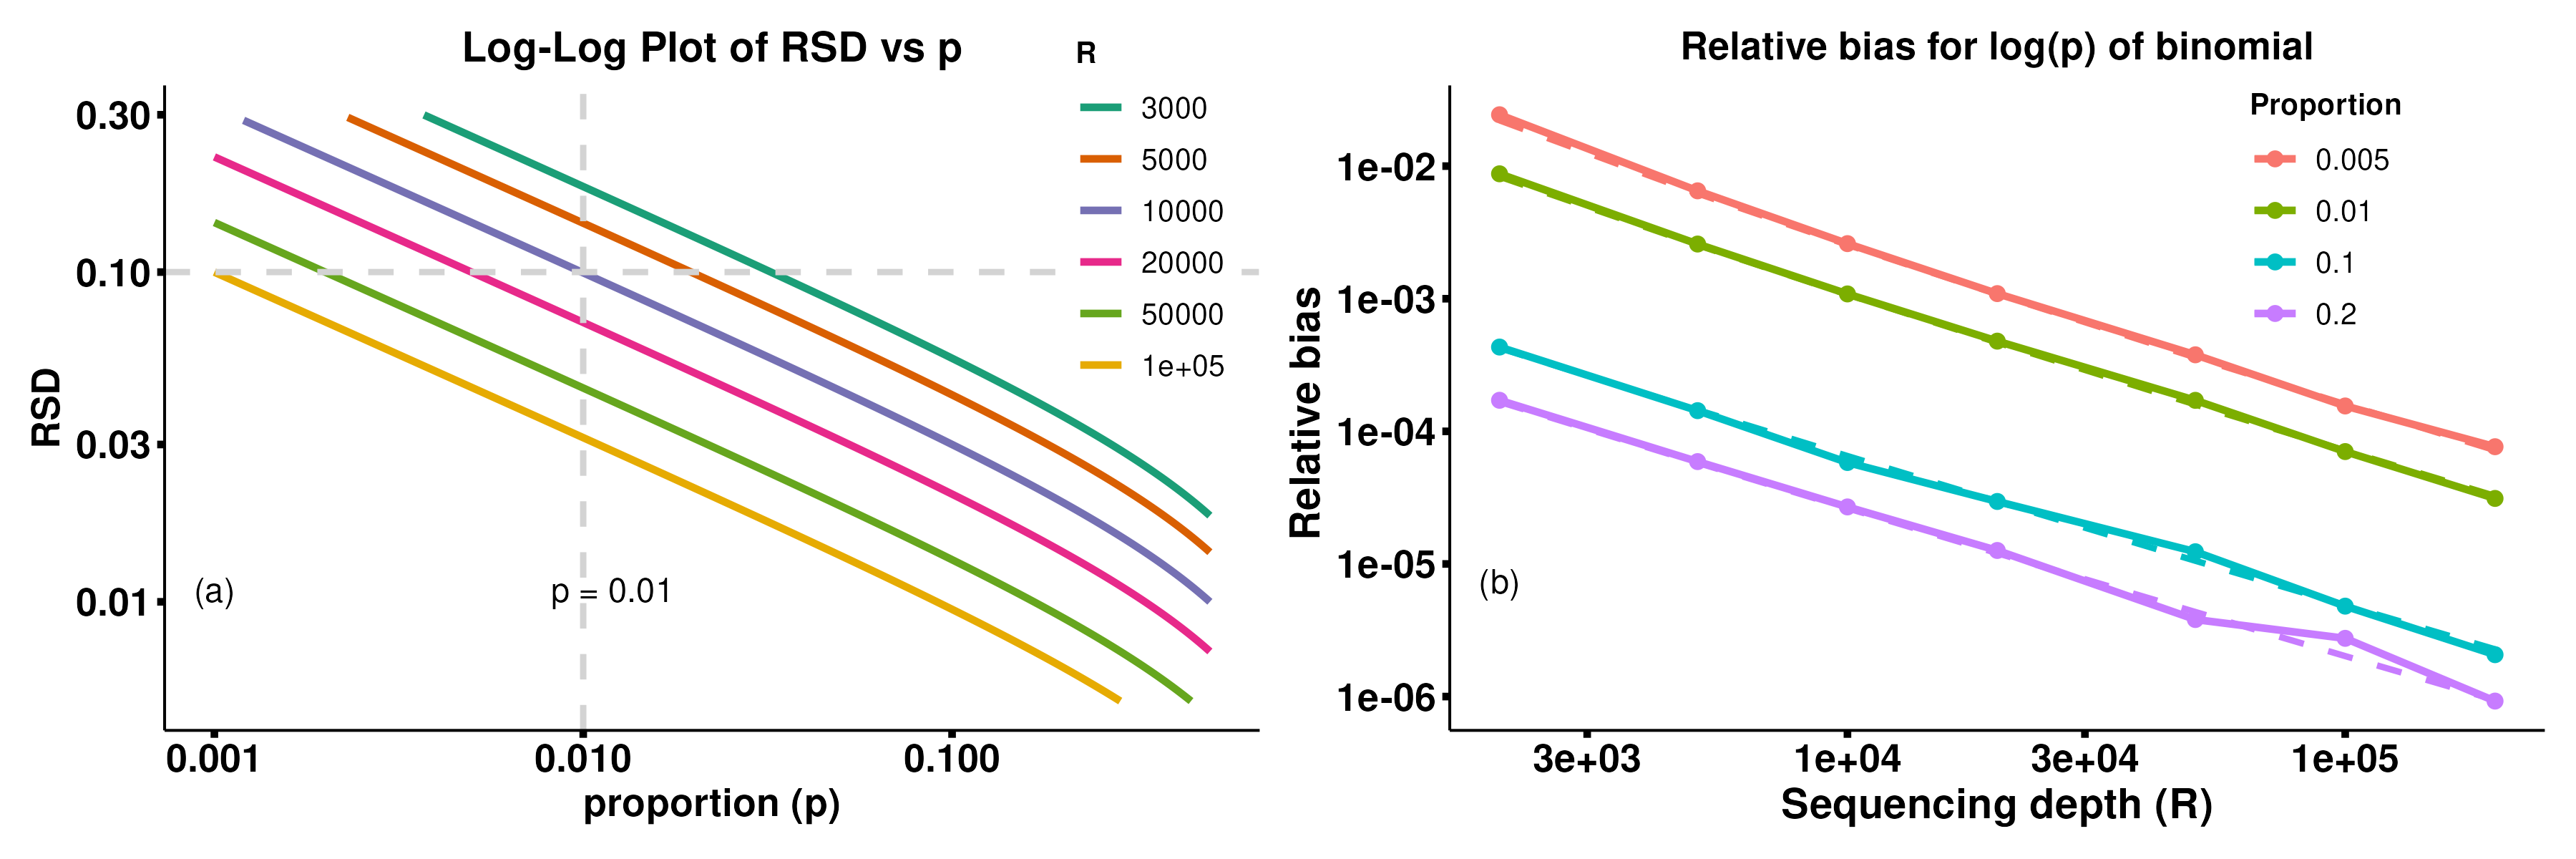 Log-Log Plot of RSD vs p
R
3000
5000
10000
20000
50000
1e+05
0.30
0.10
0.03
0.01
RSD
(a)
p = 0.01
0.001
0.010
0.100
proportion (p)
Relative bias for log(p) of binomial
Proportion
0.005
0.01
0.1
0.2
1e-02
1e-03
1e-04
1e-05
1e-06
Relative bias
(b)
3e+03
1e+04
3e+04
1e+05
Sequencing depth (R)